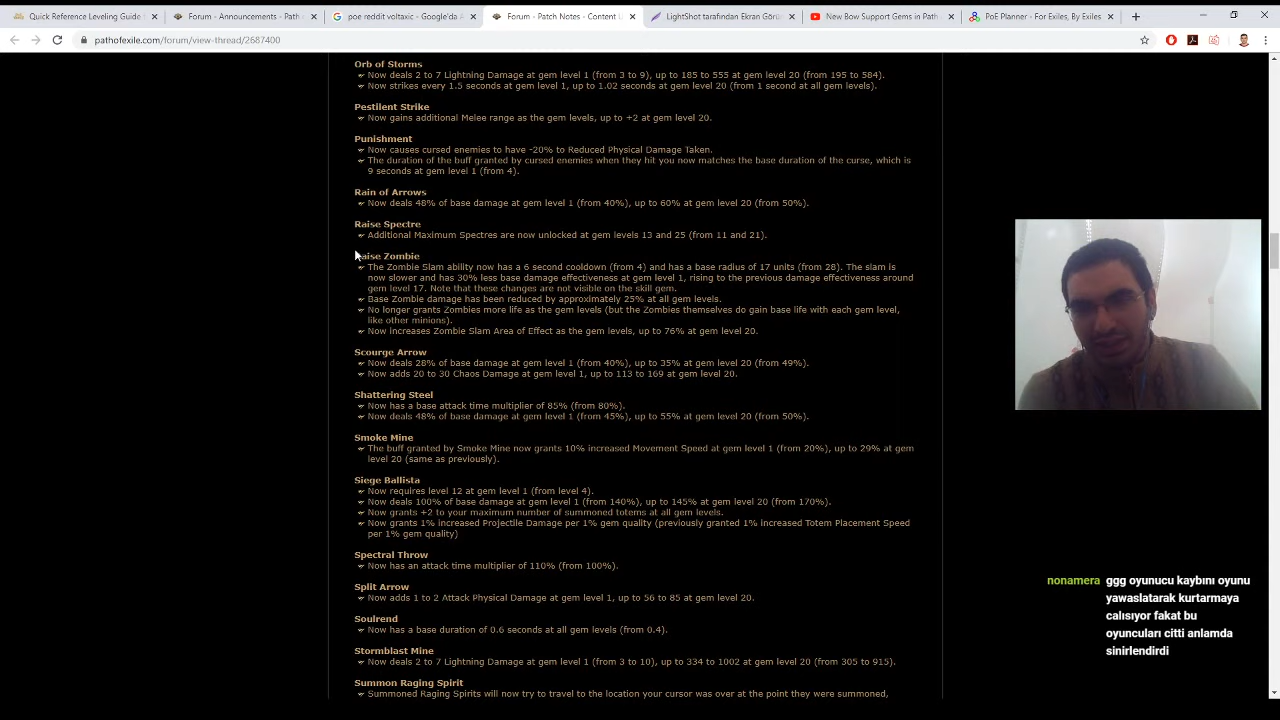 Quick Reference Leveling Guide
Forum - Announcements - Path
poe reddit voltaxic - Google'da
Forum - Patch Notes - Content
LightShot tarafından Ekran Görü
New Bow Support Gems in Path
PoE Planner - For Exiles, By Exiles
pathofexile.com/forum/view-thread/2687400
Orb of Storms
Now deals 2 to 7 Lightning Damage at gem level 1 (from 3 to 9), up to 185 to 555 at gem level 20 (from 195 to 584).
Now strikes every 1.5 seconds at gem level 1, up to 1.02 seconds at gem level 20 (from 1 second at all gem levels).
Pestilent Strike
Now gains additional Melee range as the gem levels, up to +2 at gem level 20.
Punishment
Now causes cursed enemies to have -20% to Reduced Physical Damage Taken.
The duration of the buff granted by cursed enemies when they hit you now matches the base duration of the curse, which is
9 seconds at gem level 1 (from 4).
Rain of Arrows
Now deals 48% of base damage at gem level 1 (from 40%), up to 60% at gem level 20 (from 50%).
Raise Spectre
Additional Maximum Spectres are now unlocked at gem levels 13 and 25 (from 11 and 21).
Raise Zombie
The Zombie Slam ability now has a 6 second cooldown (from 4) and has a base radius of 17 units (from 28). The slam is
now slower and has 30% less base damage effectiveness at gem level 1, rising to the previous damage effectiveness around
gem level 17. Note that these changes are not visible on the skill gem.
Base Zombie damage has been reduced by approximately 25% at all gem levels.
No longer grants Zombies more life as the gem levels (but the Zombies themselves do gain base life with each gem level,
like other minions).
Now increases Zombie Slam Area of Effect as the gem levels, up to 76% at gem level 20.
Scourge Arrow
Now deals 28% of base damage at gem level 1 (from 40%), up to 35% at gem level 20 (from 49%).
Now adds 20 to 30 Chaos Damage at gem level 1, up to 113 to 169 at gem level 20.
Shattering Steel
Now has a base attack time multiplier of 85% (from 80%).
Now deals 48% of base damage at gem level 1 (from 45%), up to 55% at gem level 20 (from 50%).
Smoke Mine
The buff granted by Smoke Mine now grants 10% increased Movement Speed at gem level 1 (from 20%), up to 29% at gem
level 20 (same as previously).
Siege Ballista
Now requires level 12 at gem level 1 (from level 4).
Now deals 100% of base damage at gem level 1 (from 140%), up to 145% at gem level 20 (from 170%).
Now grants +2 to your maximum number of summoned totems at all gem levels.
Now grants 1% increased Projectile Damage per 1% gem quality (previously granted 1% increased Totem Placement Speed
per 1% gem quality)
Spectral Throw
Now has an attack time multiplier of 110% (from 100%).
Split Arrow
Now adds 1 to 2 Attack Physical Damage at gem level 1, up to 56 to 85 at gem level 20.
Soulrend
Now has a base duration of 0.6 seconds at all gem levels (from 0.4).
Stormblast Mine
Now deals 2 to 7 Lightning Damage at gem level 1 (from 3 to 10), up to 334 to 1002 at gem level 20 (from 305 to 915).
Summon Raging Spirit
Summoned Raging Spirits will now try to travel to the location your cursor was over at the point they were summoned,
nonamera ggg oyunucu kaybını oyunu
yawaslatarak kurtarmaya
calısıyor fakat bu
oyuncuları citti anlamda
sinirlendirdi